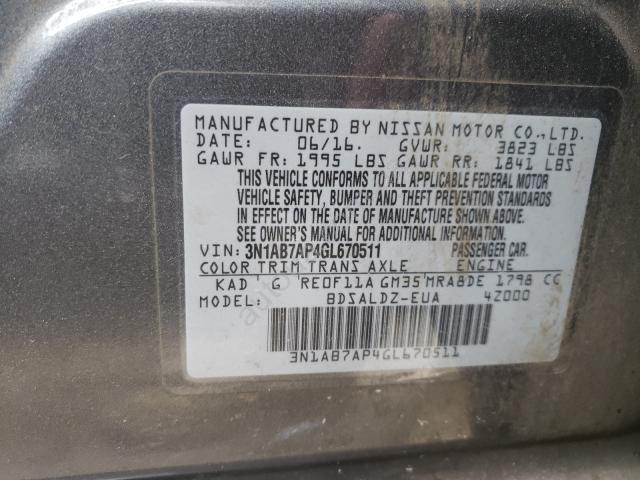 MANUFACTURED BY NISSAN MOTOR CO.,LTD.
DATE: 06/16. GVWR: 3823 LBS
GAWR FR: 1995 LBS GAWR RR: 1841 LBS
THIS VEHICLE CONFORMS TO ALL APPLICABLE FEDERAL MOTOR
VEHICLE SAFETY, BUMPER AND THEFT PREVENTION STANDARDS
IN EFFECT ON THE DATE OF MANUFACTURE SHOWN ABOVE.
SEE OWNER'S MANUAL FOR ADDITIONAL INFORMATION.
VIN: 3N1AB7AP4GL670511 PASSENGER CAR.
COLOR TRIM TRANS AXLE ENGINE
KAD G RE0F11A GM35 MRA8DE 1798 CC
MODEL: BDSALDZ-EUA 4Z000
3N1AB7AP4GL670511